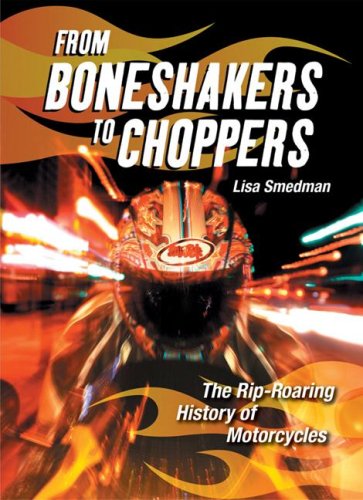 FROM
BONESHAKERS
TO CHOPPERS
Lisa Smedman
The Rip-Roaring
History of
Motorcycles